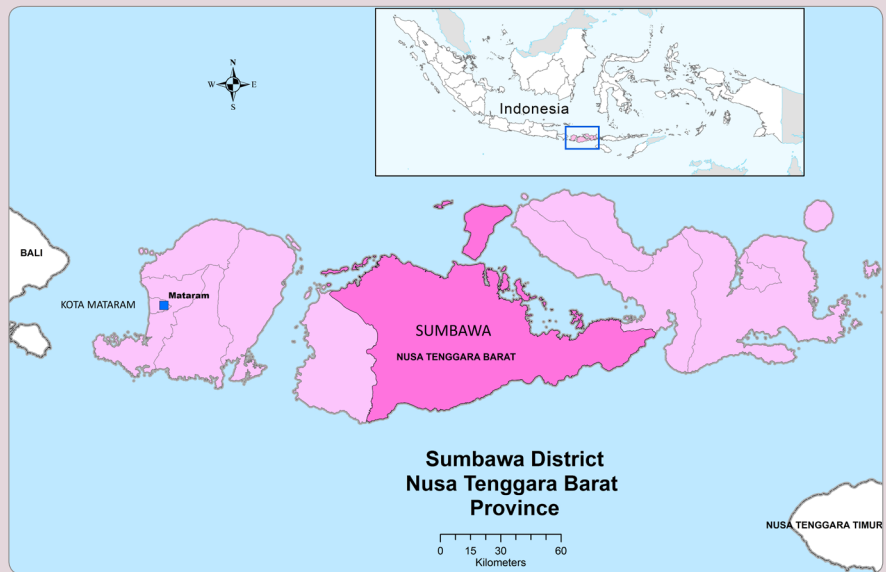 N
W E
S
Indonesia
BALI
KOTA MATARAM
Mataram
SUMBAWA
NUSA TENGGARA BARAT
Sumbawa District
Nusa Tenggara Barat
Province
0 15 30 60
Kilometers
NUSA TENGGARA TIMUR